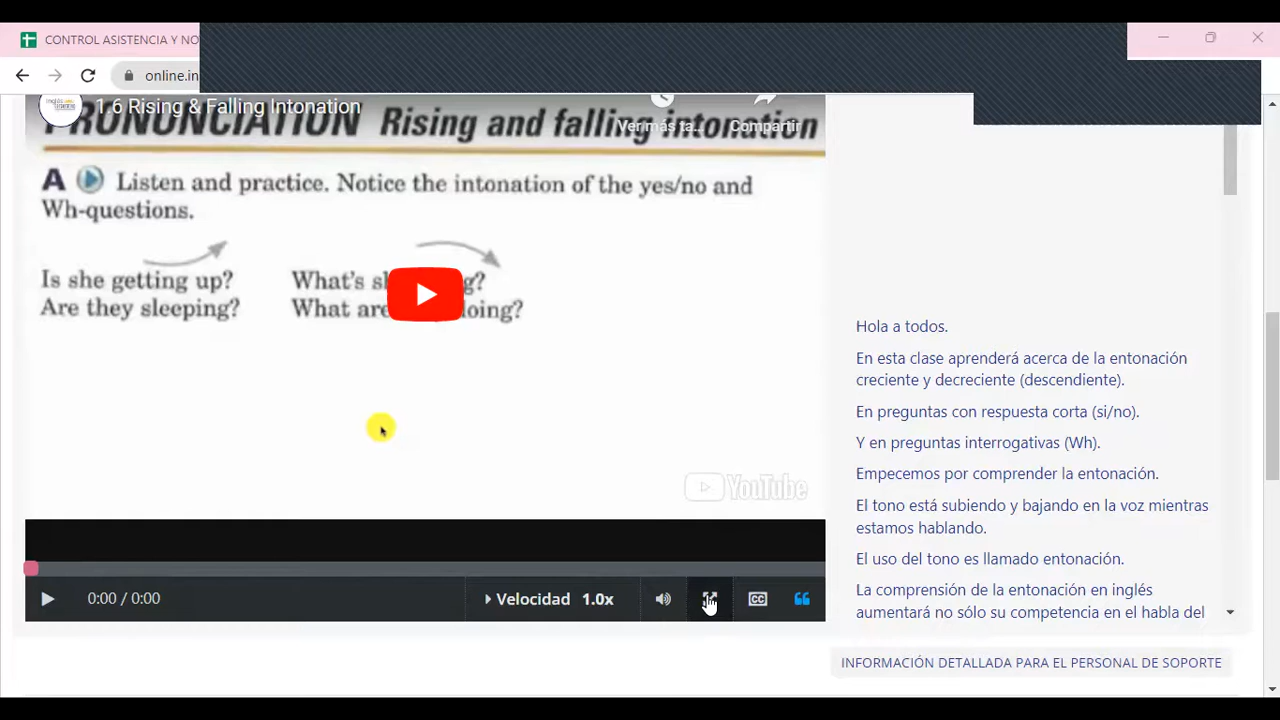 CONTROL ASISTENCIA Y NO
online.in
1.6 Rising & Falling Intonation
PRONUNCIATION Rising and falling intonation
Ver más ta... Compartir
A Listen and practice. Notice the intonation of the yes/no and
Wh-questions.
Is she getting up? What's s g?
Are they sleeping? What are doing?
YouTube
0:00 / 0:00 Velocidad 1.0x CC
Hola a todos.
En esta clase aprenderá acerca de la entonación
creciente y decreciente (descendiente).
En preguntas con respuesta corta (si/no).
Y en preguntas interrogativas (Wh).
Empecemos por comprender la entonación.
El tono está subiendo y bajando en la voz mientras
estamos hablando.
El uso del tono es llamado entonación.
La comprensión de la entonación en inglés
aumentará no sólo su competencia en el habla del
INFORMACIÓN DETALLADA PARA EL PERSONAL DE SOPORTE